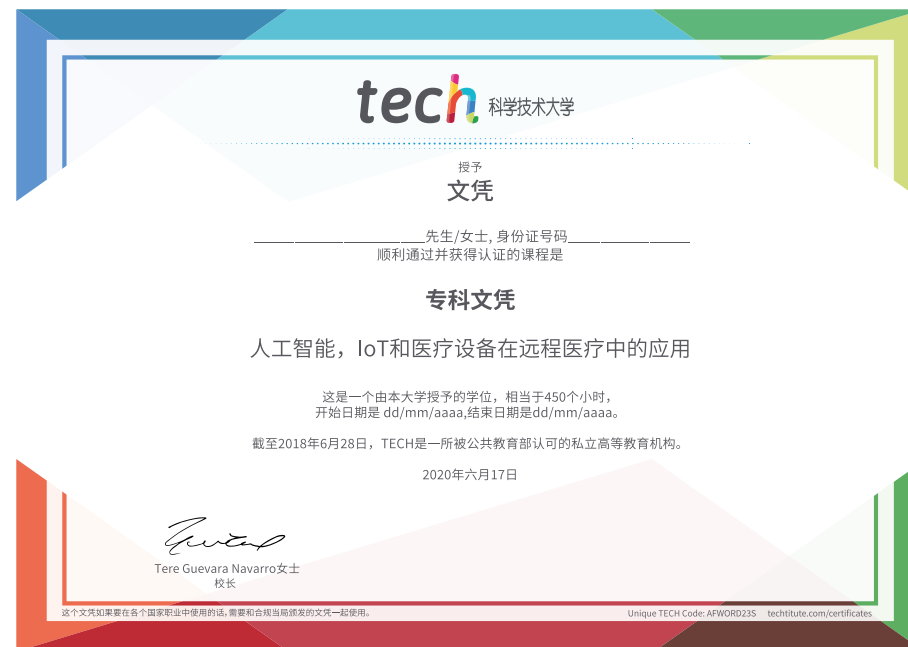 tech 科学技术大学
授予
文凭
____________________先生/女士, 身份证号码______________
顺利通过并获得认证的课程是
专科文凭
人工智能，IoT和医疗设备在远程医疗中的应用
这是一个由本大学授予的学位，相当于450个小时，
开始日期是 dd/mm/aaaa,结束日期是dd/mm/aaaa。
截至2018年6月28日，TECH是一所被公共教育部认可的私立高等教育机构。
2020年六月17日
Tere Guevara Navarro女士
校长
这个文凭如果要在各个国家职业中使用的话,需要和合规当局颁发的文凭一起使用。
Unique TECH Code: AFWORD23S techtitute.com/certificates